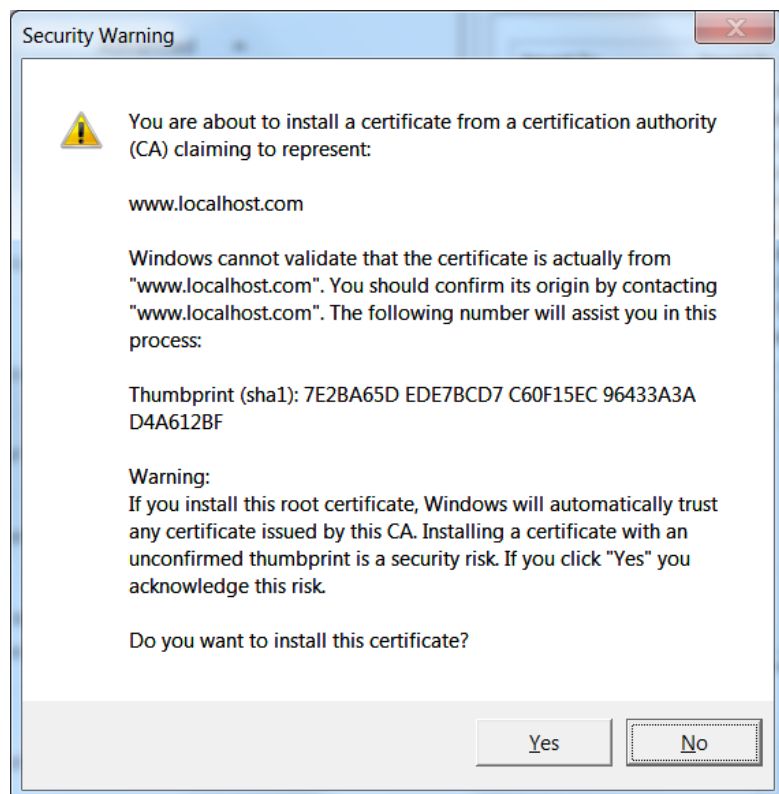 Security Warning
You are about to install a certificate from a certification authority
(CA) claiming to represent:
www.localhost.com
Windows cannot validate that the certificate is actually from
"www.localhost.com". You should confirm its origin by contacting
"www.localhost.com". The following number will assist you in this
process:
Thumbprint (sha1): 7E2BA65D EDE7BCD7 C60F15EC 96433A3A
D4A612BF
Warning:
If you install this root certificate, Windows will automatically trust
any certificate issued by this CA. Installing a certificate with an
unconfirmed thumbprint is a security risk. If you click "Yes" you
acknowledge this risk.
Do you want to install this certificate?
Yes No